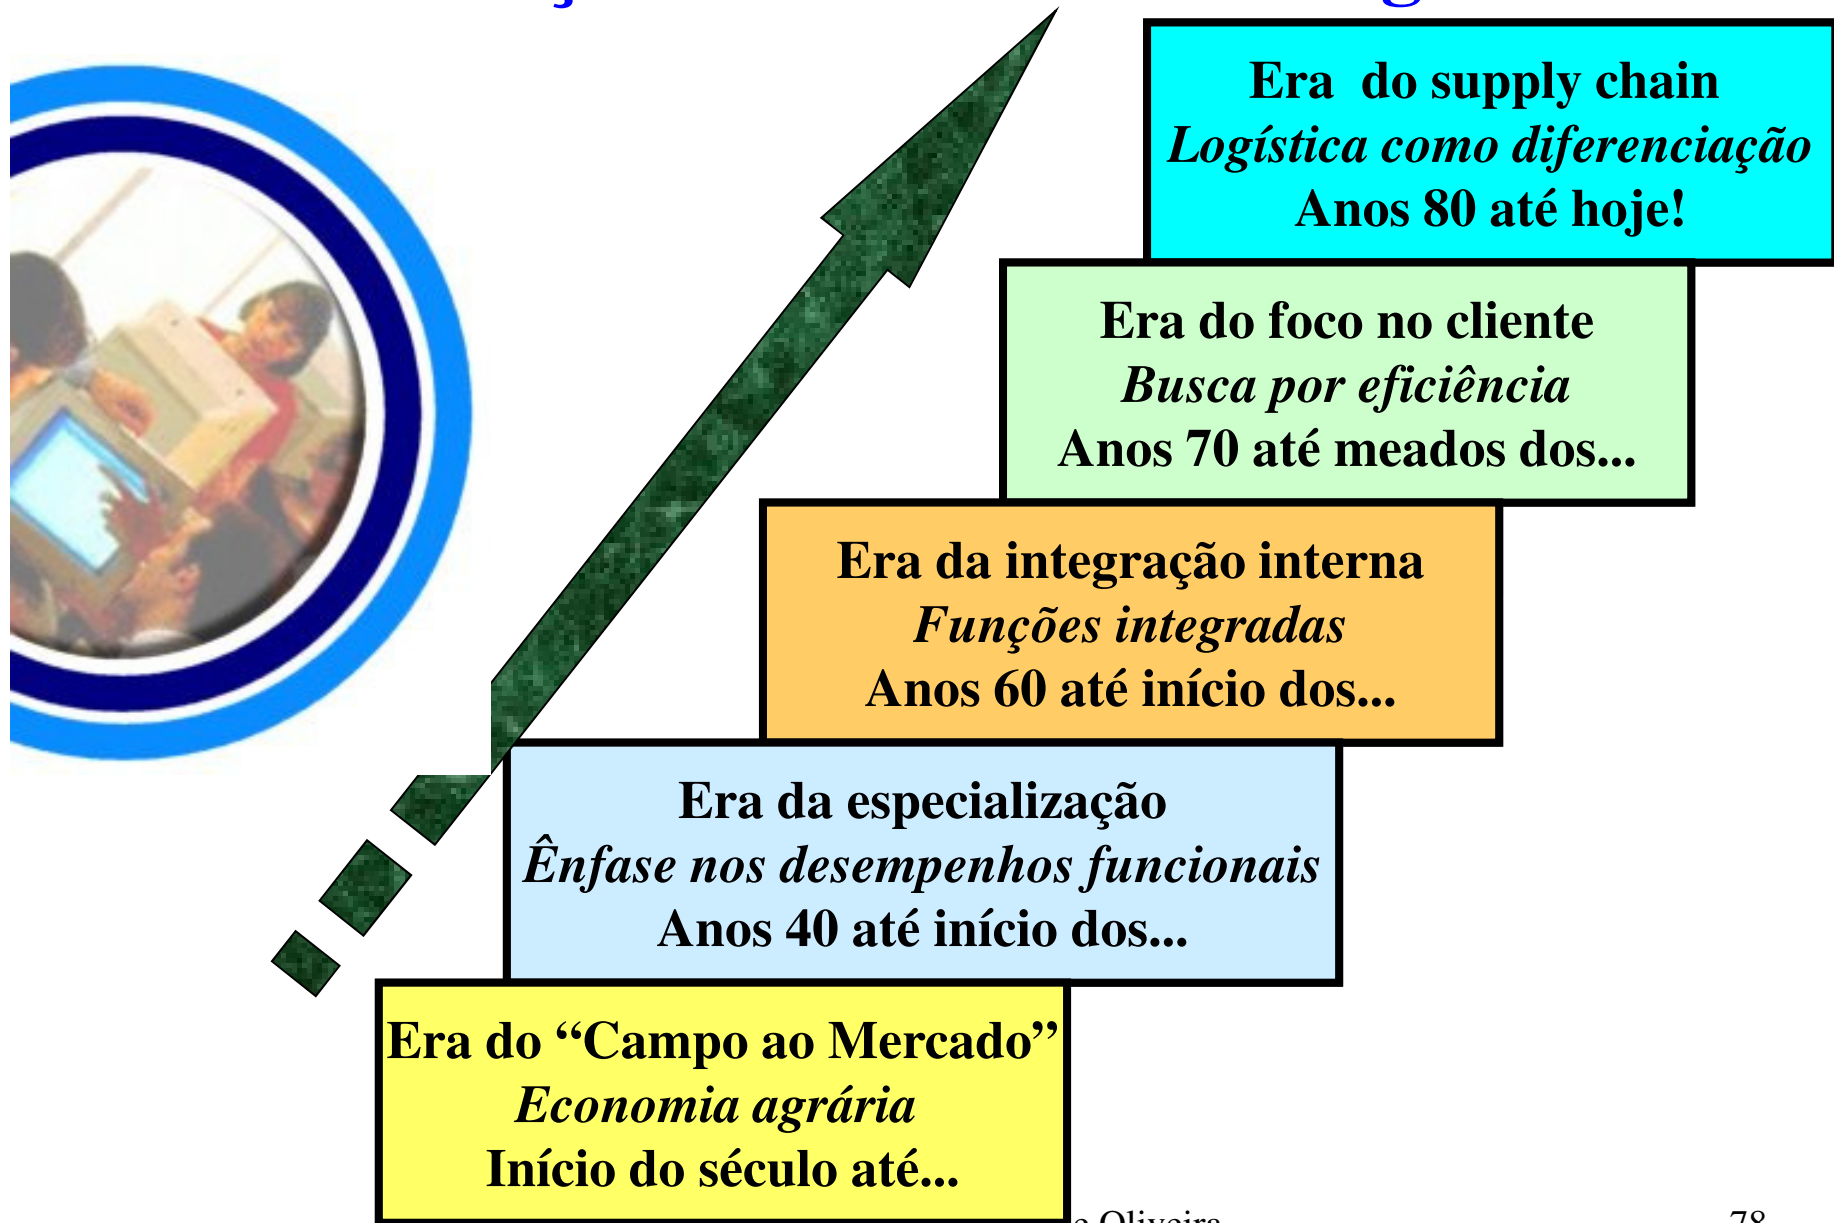 Era do supply chain
Logística como diferenciação
Anos 80 até hoje!
Era do foco no cliente
Busca por eficiência
Anos 70 até meados dos...
Era da integração interna
Funções integradas
Anos 60 até início dos...
Era da especialização
Ênfase nos desempenhos funcionais
Anos 40 até início dos...
Era do “Campo ao Mercado”
Economia agrária
Início do século até...
Oliveira
78